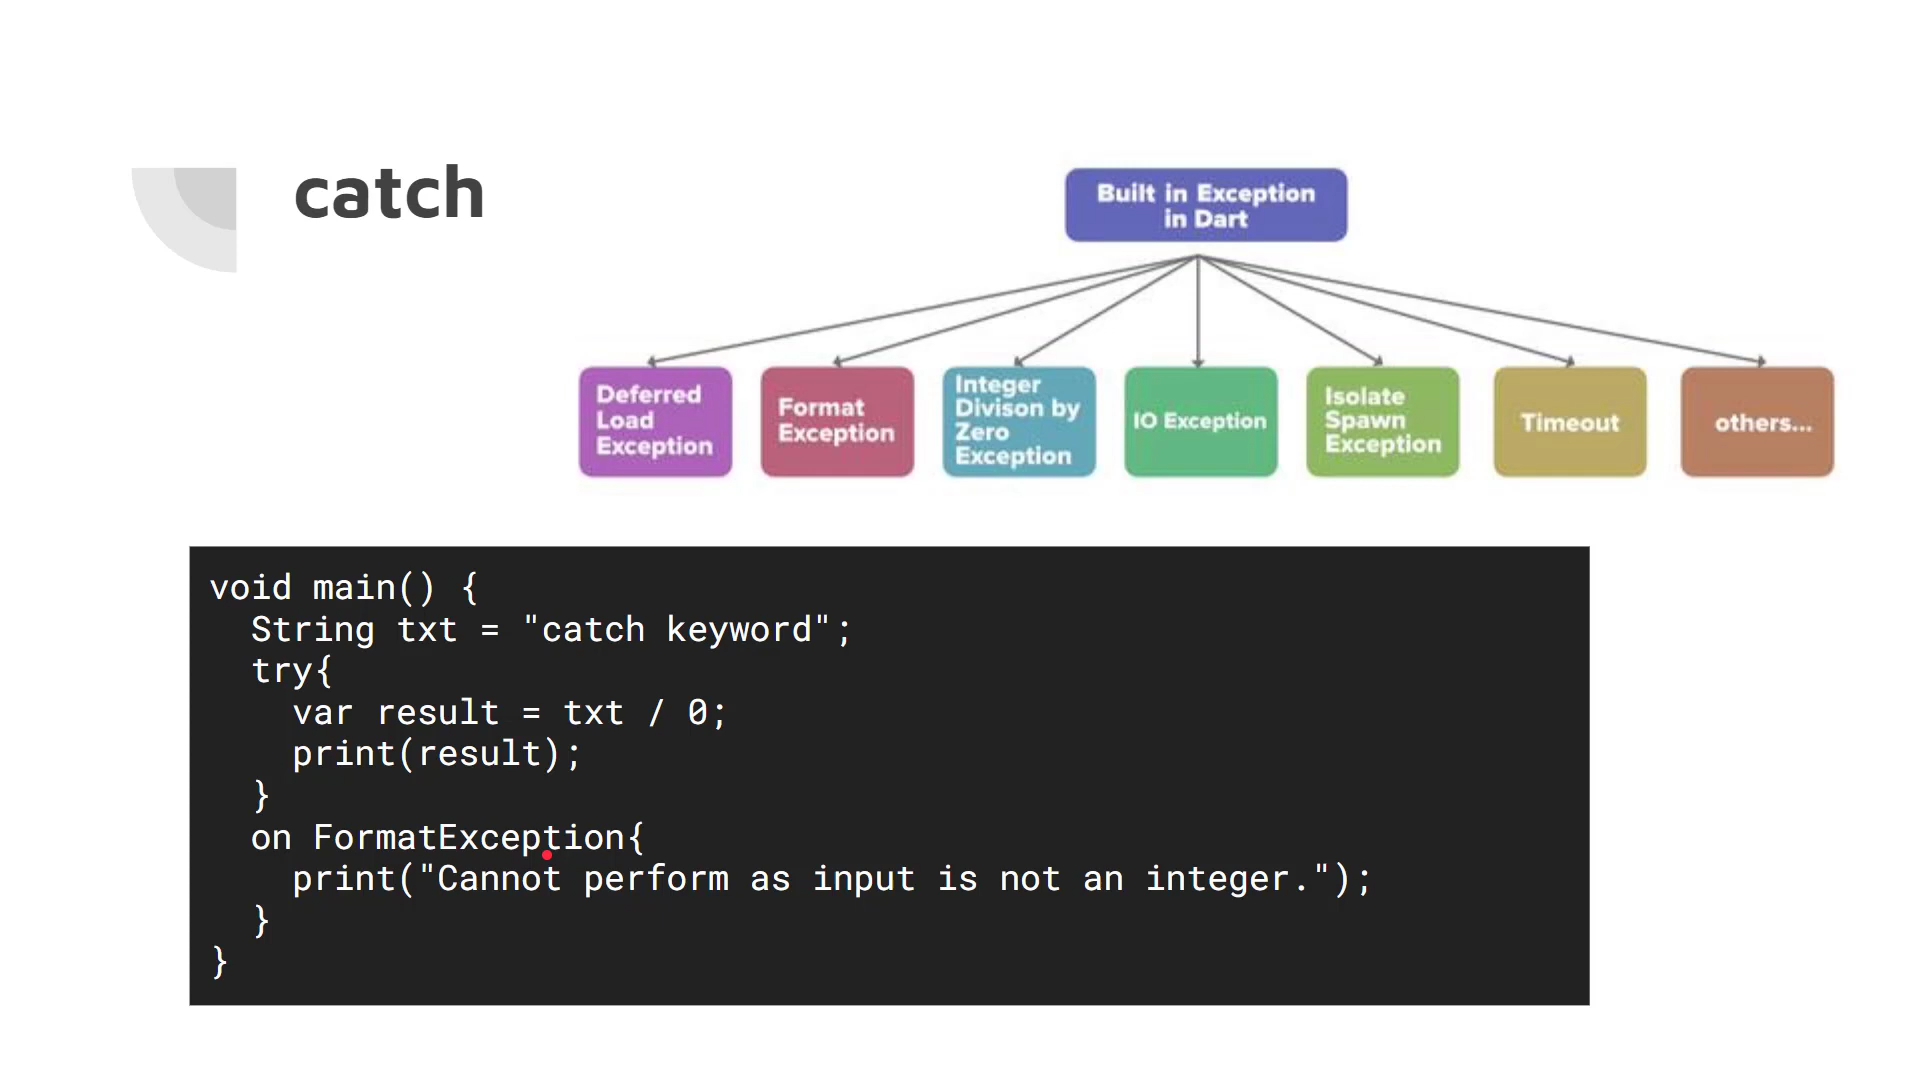 catch
Built in Exception
in Dart
Deferred
Load
Exception
Format
Exception
Integer
Divison by
Zero
Exception
IO Exception
Isolate
Spawn
Exception
Timeout
others...
void main() {
  String txt = "catch keyword";
  try{
    var result = txt / 0;
    print(result);
  }
  on FormatException{
    print("Cannot perform as input is not an integer.");
  }
}